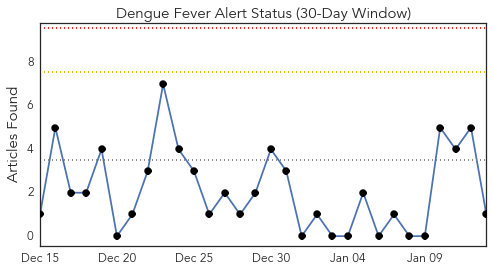 Dengue Fever Alert Status (30-Day Window)
Articles Found
8
6
4
2
0
Dec 15 Dec 20 Dec 25 Dec 30 Jan 04 Jan 09